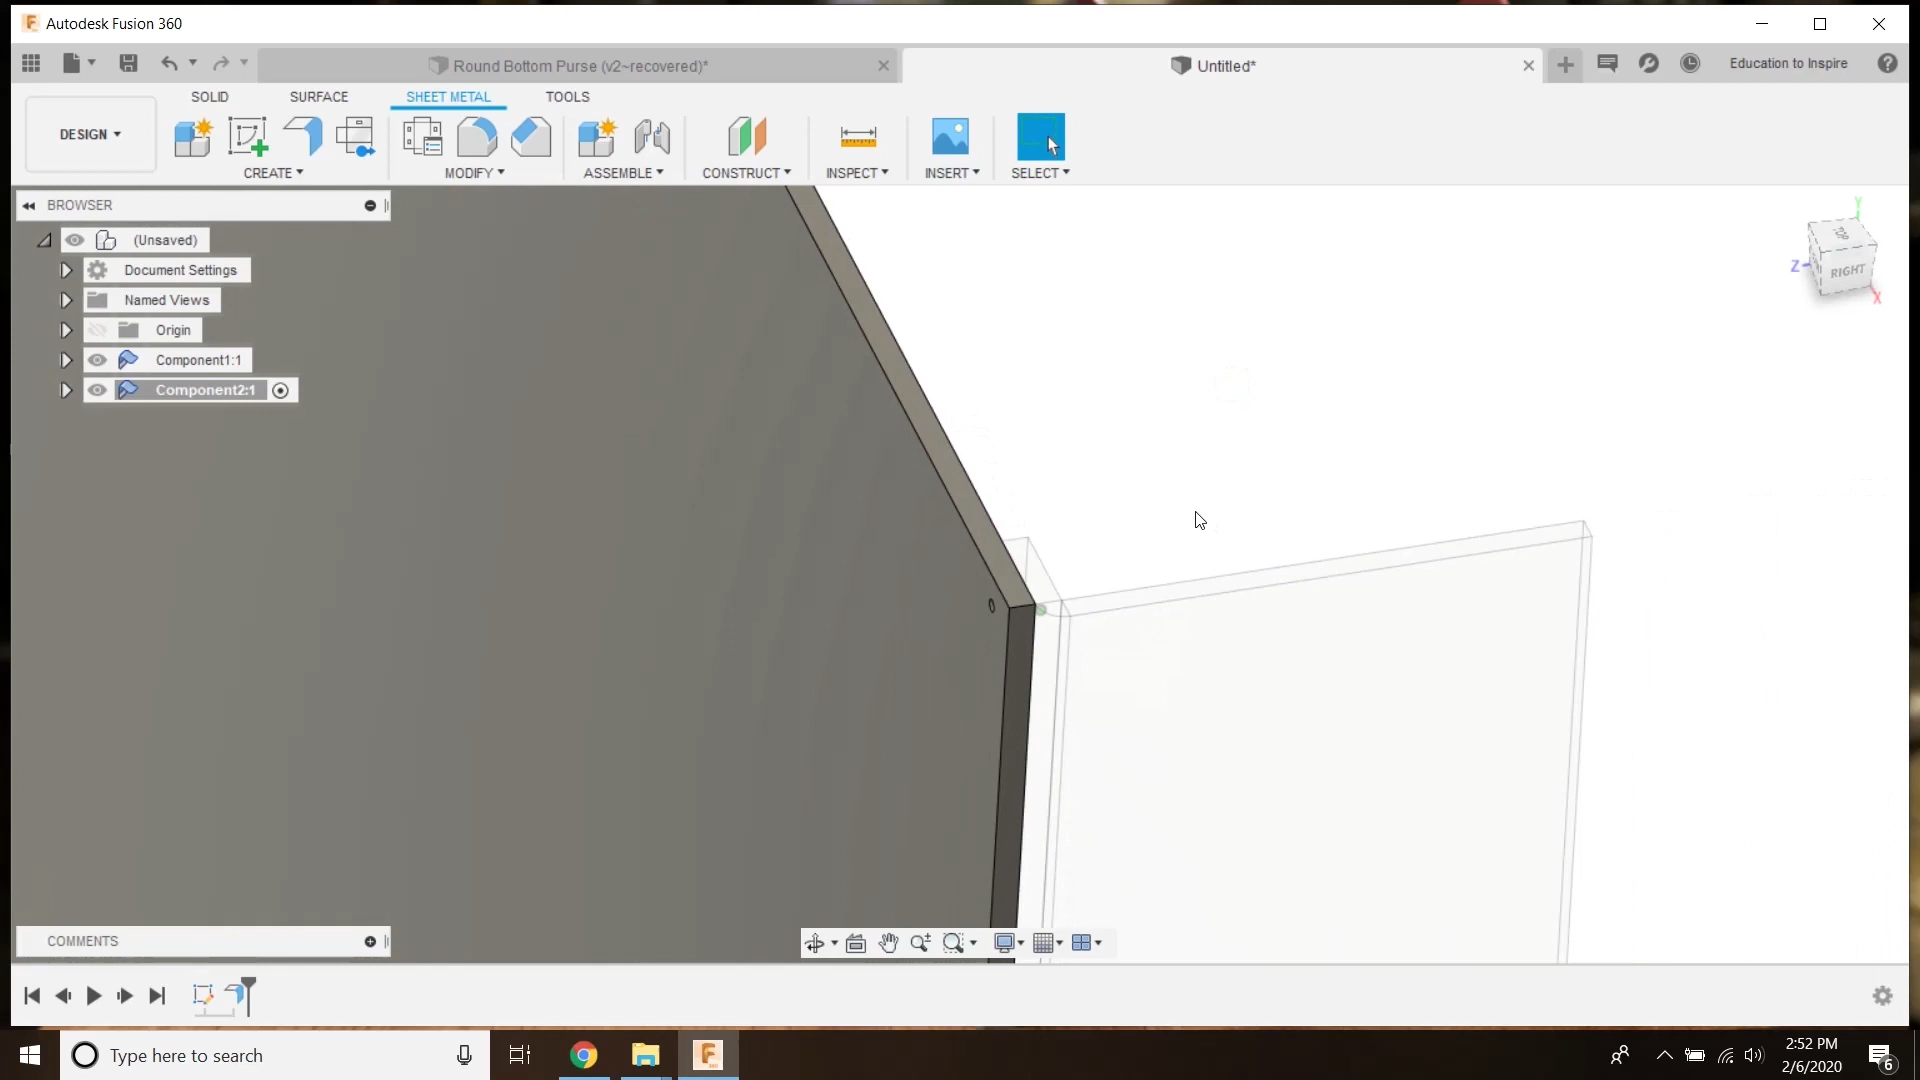 Autodesk Fusion 360
Round Bottom Purse (v2~recovered)*
Untitled*
Education to Inspire
DESIGN
SOLID
SURFACE
SHEET METAL
TOOLS
CREATE
MODIFY
ASSEMBLE
CONSTRUCT
INSPECT
INSERT
SELECT
BROWSER
(Unsaved)
Document Settings
Named Views
Origin
Component1:1
Component2:1
Y
TOP
Z
RIGHT
X
COMMENTS
Type here to search
2:52 PM
2/6/2020
6